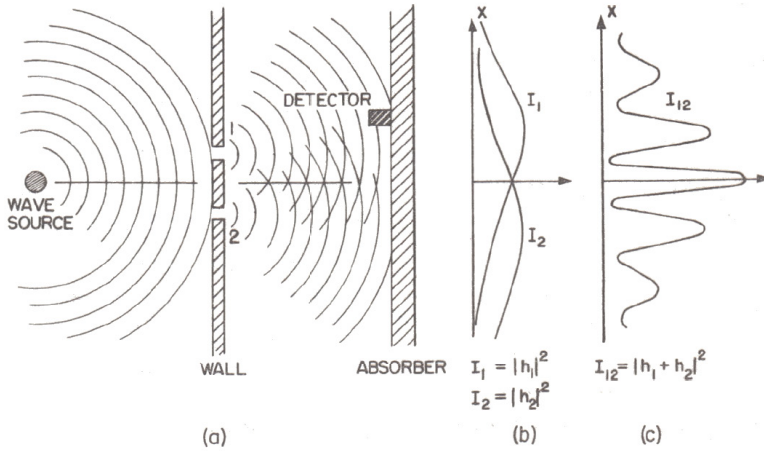 WAVE
SOURCE
1
2
DETECTOR
WALL
ABSORBER
(a)
X
I₁
I₂
I₁ = |h₁|²
I₂ = |h₂|²
(b)
X
I₁₂
I₁₂ = |h₁ + h₂|²
(c)